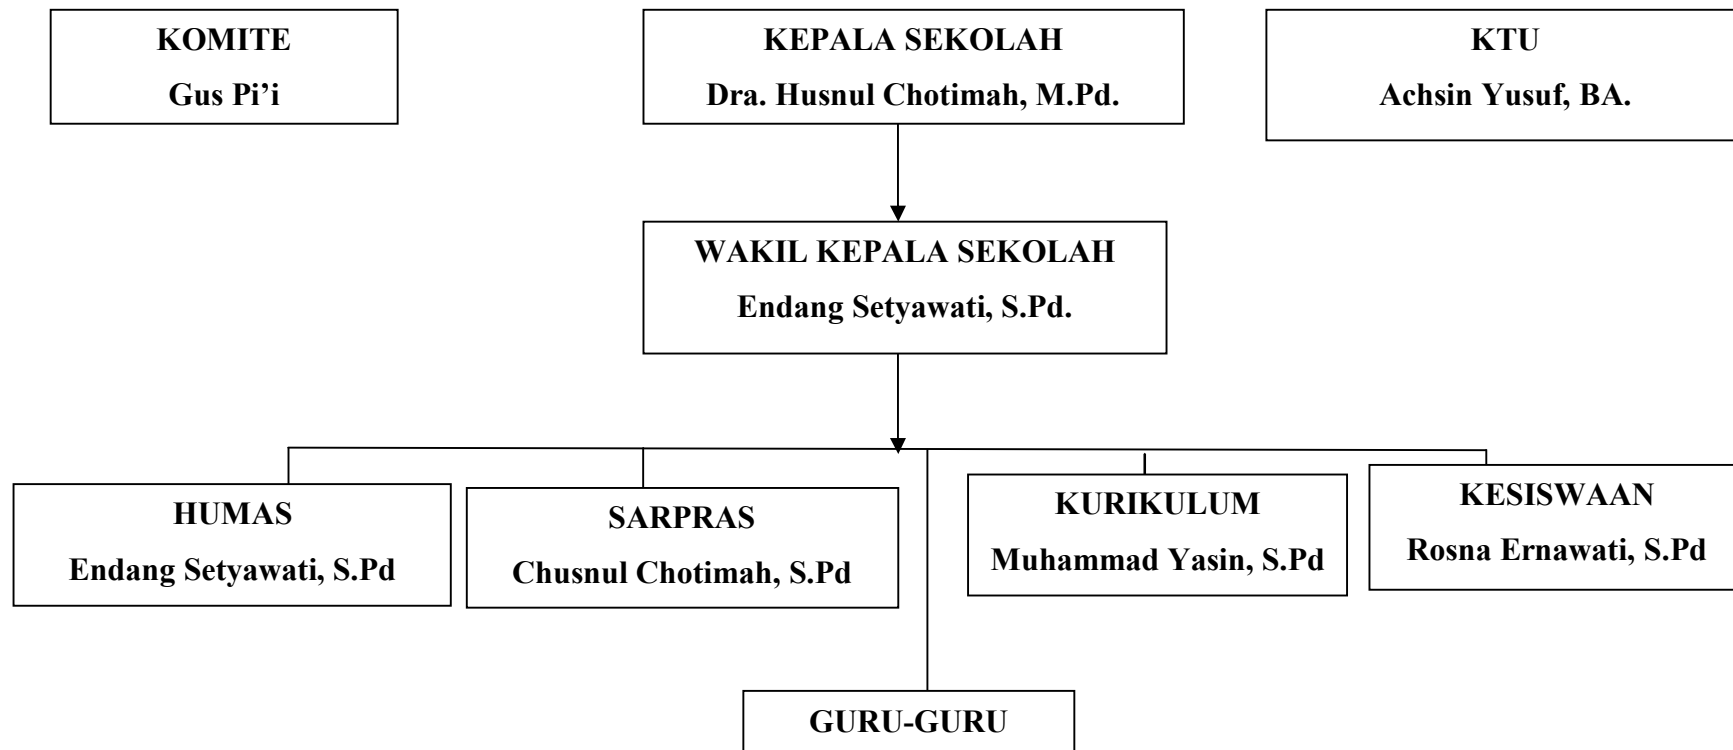 KOMITE
Gus Pi’i
KEPALA SEKOLAH
Dra. Husnul Chotimah, M.Pd.
KTU
Achsin Yusuf, BA.
WAKIL KEPALA SEKOLAH
Endang Setyawati, S.Pd.
HUMAS
Endang Setyawati, S.Pd
SARPRAS
Chusnul Chotimah, S.Pd
KURIKULUM
Muhammad Yasin, S.Pd
KESISWAAN
Rosna Ernawati, S.Pd
GURU-GURU